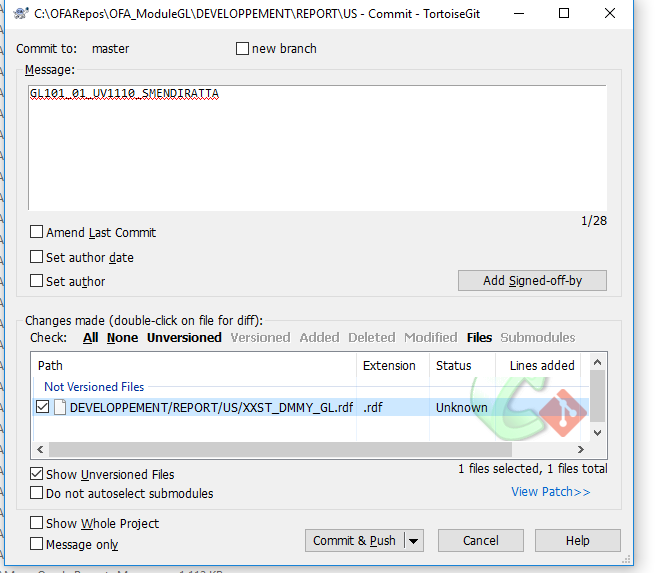 C:\OFARepos\OFA_ModuleGL\DEVELOPPEMENT\REPORT\US - Commit - TortoiseGit
Commit to: master new branch
Message:
GL101_01_UV1110_SMENDIRATTA
1/28
Amend Last Commit
Set author date
Set author
Add Signed-off-by
Changes made (double-click on file for diff):
Check: All None Unversioned Versioned Added Deleted Modified Files Submodules
Path Extension Status Lines added
Not Versioned Files
DEVELOPPEMENT/REPORT/US/XXST_DMMY_GL.rdf .rdf Unknown
Show Unversioned Files
1 files selected, 1 files total
Do not autoselect submodules
View Patch>>
Show Whole Project
Message only
Commit & Push Cancel Help